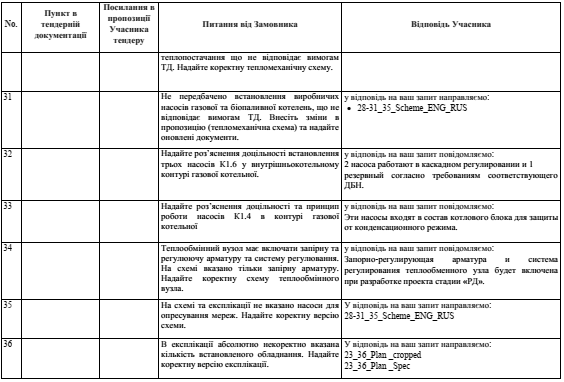 No.
Пункт в
тендерній
документації
Посилання в
пропозиції
Учасника
тендеру
Питання від Замовника
Відповідь Учасника
теплопостачання що не відповідає вимогам
ТД. Надайте коректну тепломеханічну схему.
31
Не передбачено встановлення виробничих
насосів газової та біопаливної котелень, що не
відповідає вимогам ТД. Внесіть зміни в
пропозицію (тепломеханічна схема) та надайте
оновлені документи.
у відповідь на ваш запит направляємо:
• 28-31_35_Scheme_ENG_RUS
32
Надайте роз'яснення доцільності встановлення
трьох насосів К1.6 у внутрішньокотельному
контурі газової котельної.
у відповідь на ваш запит повідомляємо:
2 насоса работают в каскадном регулировании и 1
резервный согласно требованиям соответствующего
ДБН.
33
Надайте роз'яснення доцільності та принцип
роботи насосів К1.4 в контурі газової
котельної
у відповідь на ваш запит повідомляємо:
Эти насосы входят в состав котлового блока для защиты
от конденсационного режима.
34
Теплообмінний вузол має включати запірну та
регулюючу арматуру та систему регулювання.
На схемі вказано тільки запірну арматуру.
Надайте коректну схему теплообмінного
вузла.
у відповідь на ваш запит повідомляємо:
Запорно-регулирующая арматура и система
регулирования теплообменного узла будет включена
при разработке проекта стадии «РД».
35
На схемі та експлікації не вказано насоси для
опресування мереж. Надайте коректну версію
схеми.
У відповідь на ваш запит направляємо:
28-31_35_Scheme_ENG_RUS
36
В експлікації абсолютно некоректно вказана
кількість встановленого обладнання. Надайте
коректну версію експлікації.
У відповідь на ваш запит направляємо:
23_36_Plan _cropped
23_36_Plan _Spec